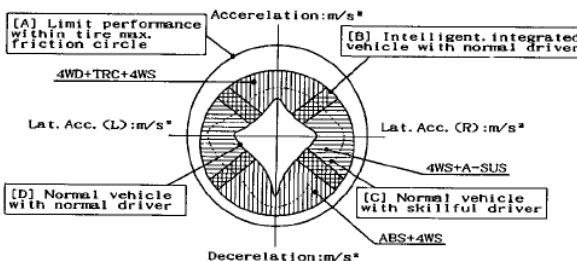 [A] Limit performance
within tire max.
friction circle
Accerelation:m/s²
[B] Intelligent. integrated
vehicle with normal driver
4WD+TRC+4WS
Lat. Acc. (L):m/s²
Lat. Acc. (R):m/s²
4WS+A-SUS
[D] Normal vehicle
with normal driver
[C] Normal vehicle
with skillful driver
ABS+4WS
Decerelation:m/s²